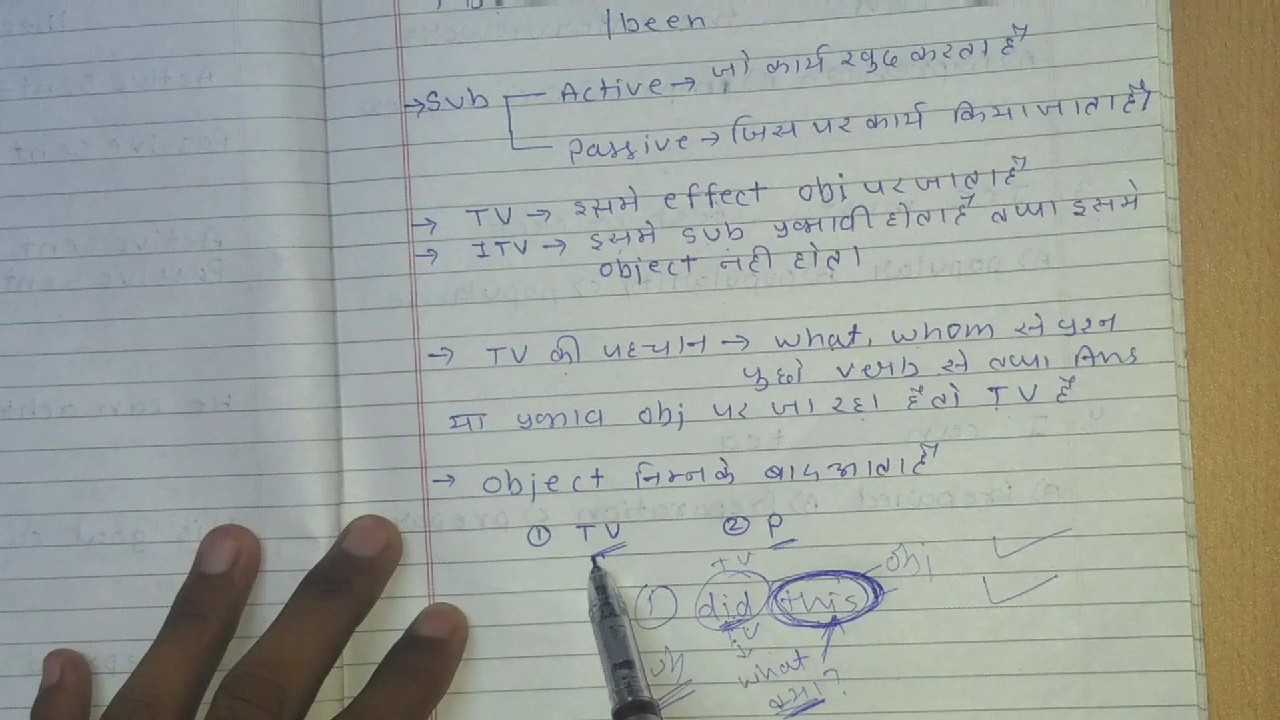 /been
→ Sub Active → जो कार्य खुद करता है
Passive → जिस पर कार्य किया जाता है।
→ TV → इसमे effect obj पर जाता है
→ ITV → इसमे sub प्रभावी होता है तथा इसमे
object नही होता।
→ TV की पहचान → what, whom से प्रश्न
पुछो verb से तथा Ans
या प्रभाव obj पर जा रहा है तो TV है
→ object निम्न के बाद आता है
① TV ② P
TV obj
① did this
TV
what
क्या?